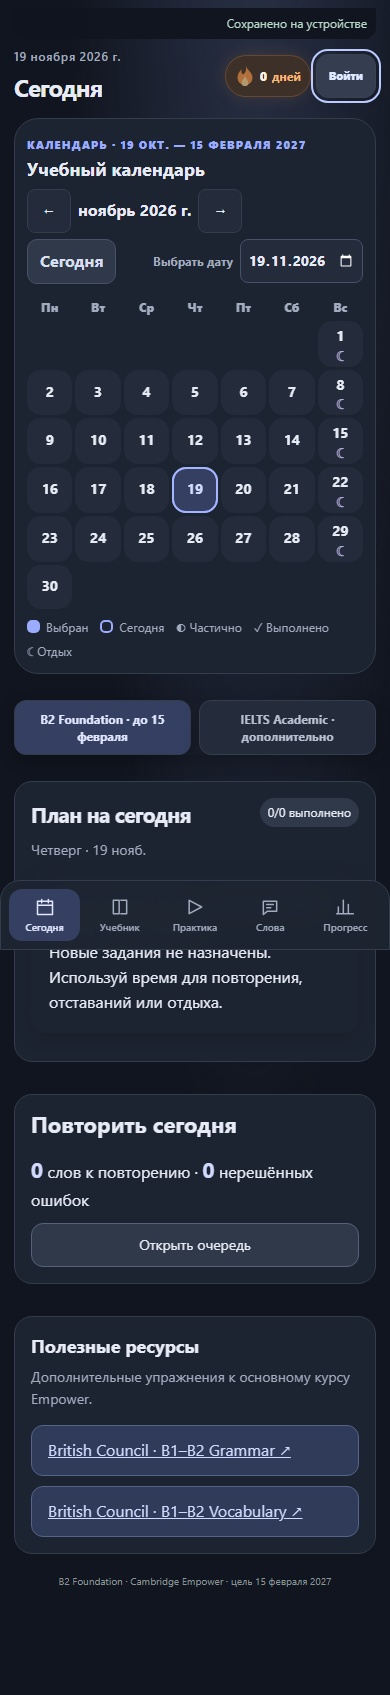 Сохранено на устройстве
19 ноября 2026 г.
Сегодня
0 дней
Войти
КАЛЕНДАРЬ · 19 ОКТ. — 15 ФЕВРАЛЯ 2027
Учебный календарь
← ноябрь 2026 г. →
Сегодня
Выбрать дату
19.11.2026
Пн Вт Ср Чт Пт Сб Вс
1
☾
2 3 4 5 6 7 8
☾
9 10 11 12 13 14 15
☾
16 17 18 19 20 21 22
☾
23 24 25 26 27 28 29
☾
30
Выбран Сегодня ◐ Частично ✓ Выполнено
☾ Отдых
B2 Foundation · до 15
февраля
IELTS Academic ·
дополнительно
План на сегодня
0/0 выполнено
Четверг · 19 нояб.
Сегодня Учебник Практика Слова Прогресс
Новые задания не назначены.
Используй время для повторения,
отставаний или отдыха.
Повторить сегодня
0 слов к повторению · 0 нерешённых
ошибок
Открыть очередь
Полезные ресурсы
Дополнительные упражнения к основному курсу
Empower.
British Council · B1–B2 Grammar ↗
British Council · B1–B2 Vocabulary ↗
B2 Foundation · Cambridge Empower · цель 15 февраля 2027